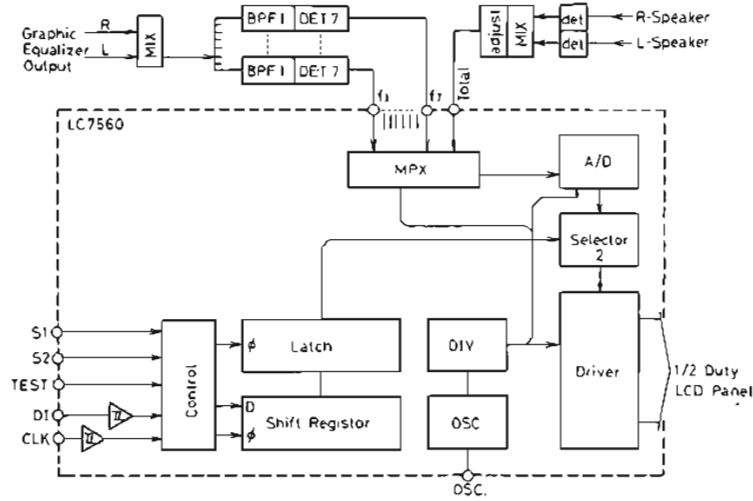 Graphic
Equalizer
Output
R
L
MIX
BPF1 DET7
BPF1 DET7
adjust
MIX
det
det
R-Speaker
L-Speaker
f1
f7
Total
LC7560
MPX
A/D
Selector
2
S1
S2
TEST
DI
CLK
Control
ϕ Latch
D
ϕ
Shift Registor
DIV
OSC
Driver
1/2 Duty
LCD Panel
OSC.